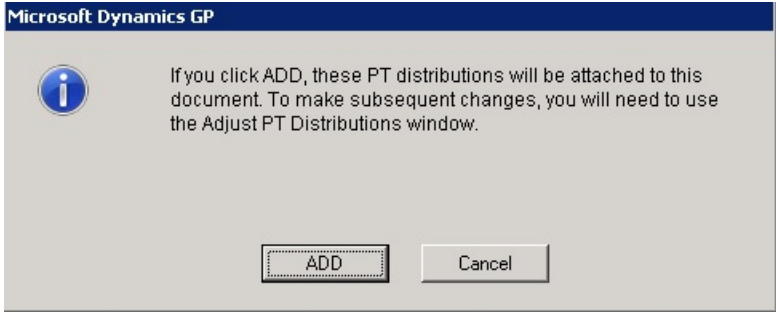 Microsoft Dynamics GP
If you click ADD, these PT distributions will be attached to this
document. To make subsequent changes, you will need to use
the Adjust PT Distributions window.
ADD
Cancel